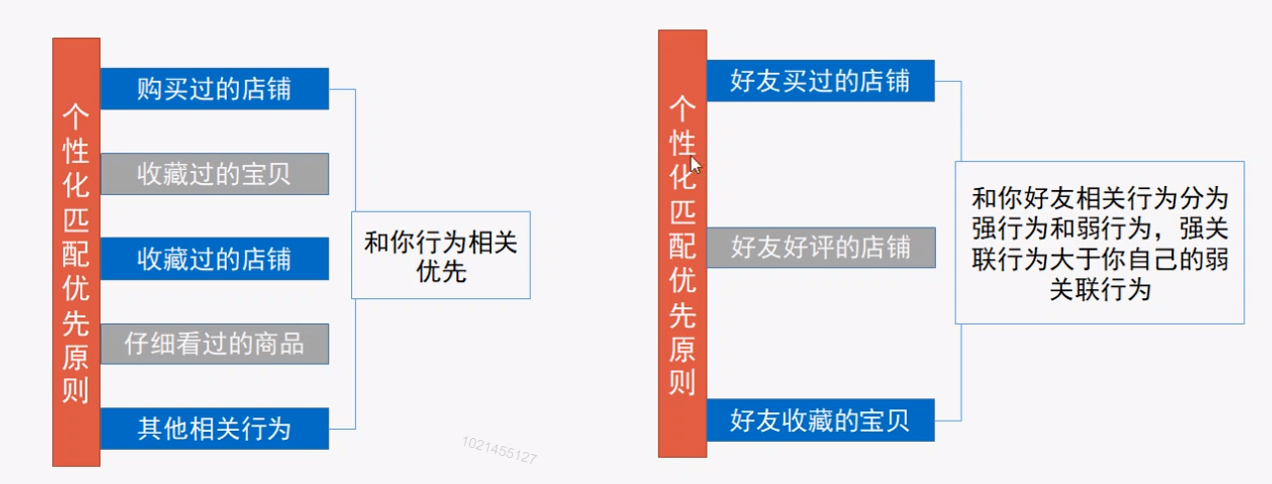 个性化匹配优先原则
购买过的店铺
收藏过的宝贝
收藏过的店铺
仔细看过的商品
其他相关行为
和你行为相关
优先
1021455127
个性化匹配优先原则
好友买过的店铺
好友好评的店铺
好友收藏的宝贝
和你好友相关行为分为
强行为和弱行为，强关
联行为大于你自己的弱
关联行为